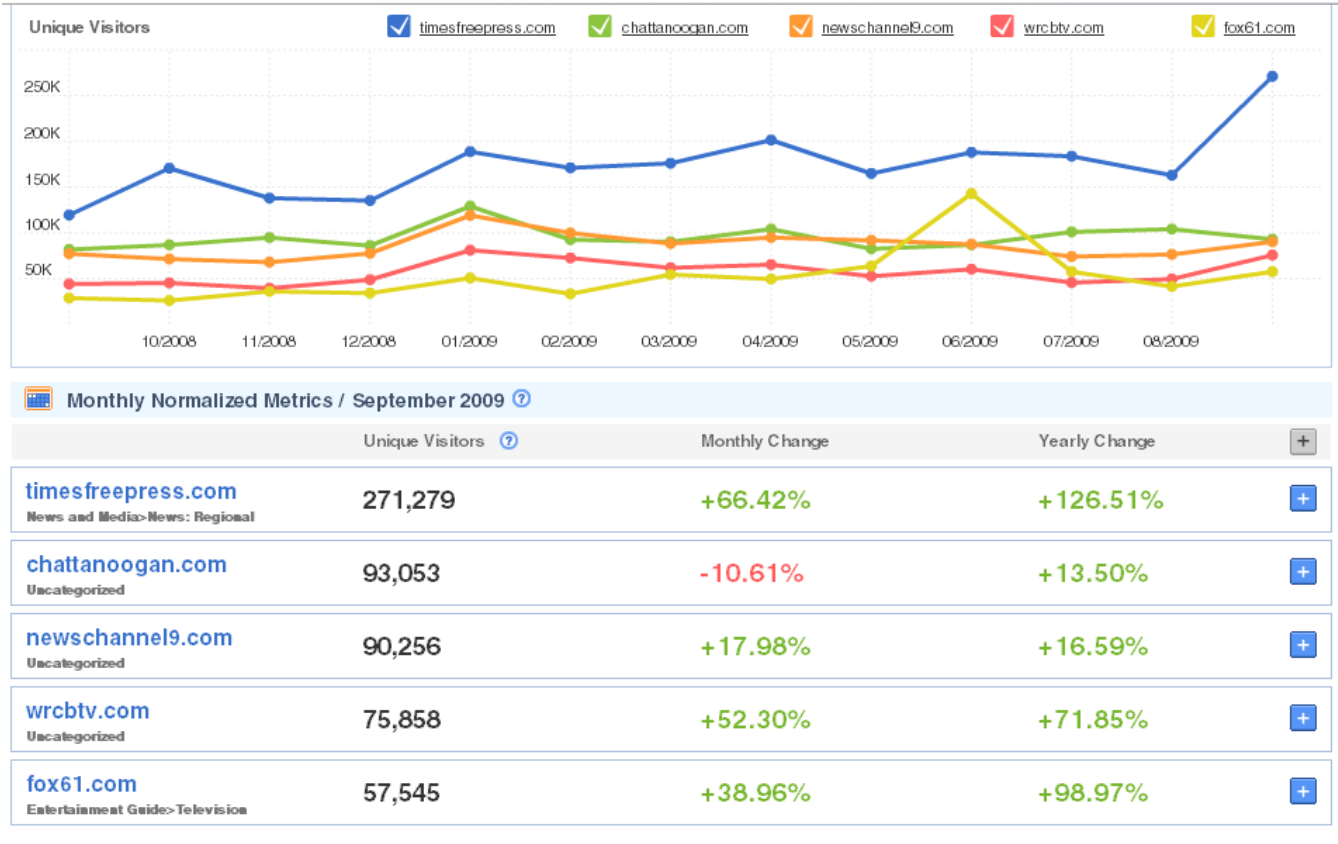 Unique Visitors timesfreepress.com chattanoogan.com newschannel9.com wrcbtv.com fox61.com
250K
200K
150K
100K
50K
10/2008 11/2008 12/2008 01/2009 02/2009 03/2009 04/2009 05/2009 06/2009 07/2009 08/2009
Monthly Normalized Metrics / September 2009 ?
Unique Visitors ? Monthly Change Yearly Change +
timesfreepress.com 271,279 +66.42% +126.51% +
News and Media>News: Regional
chattanoogan.com 93,053 -10.61% +13.50% +
Uncategorized
newschannel9.com 90,256 +17.98% +16.59% +
Uncategorized
wrcbtv.com 75,858 +52.30% +71.85% +
Uncategorized
fox61.com 57,545 +38.96% +98.97% +
Entertainment Guide>Television